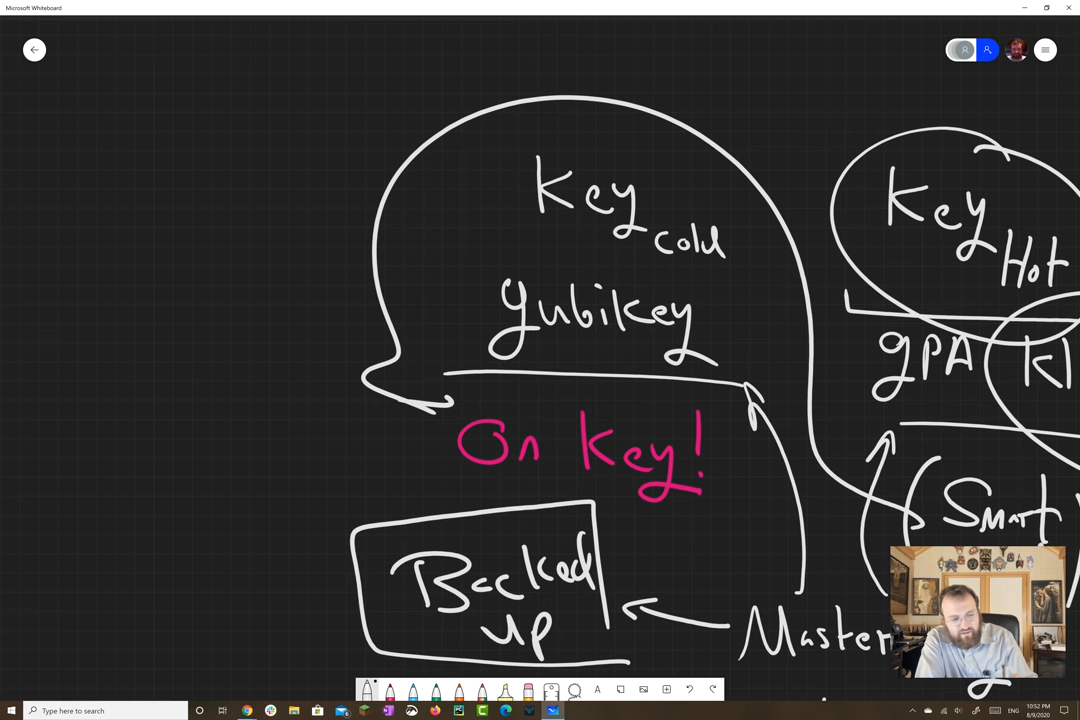 Microsoft Whiteboard
Key cold
Key Hot
yubikey
gPA
On Key!
Smart
Backed
up
Master
A
Type here to search
ENG
10:52 PM
8/9/2020